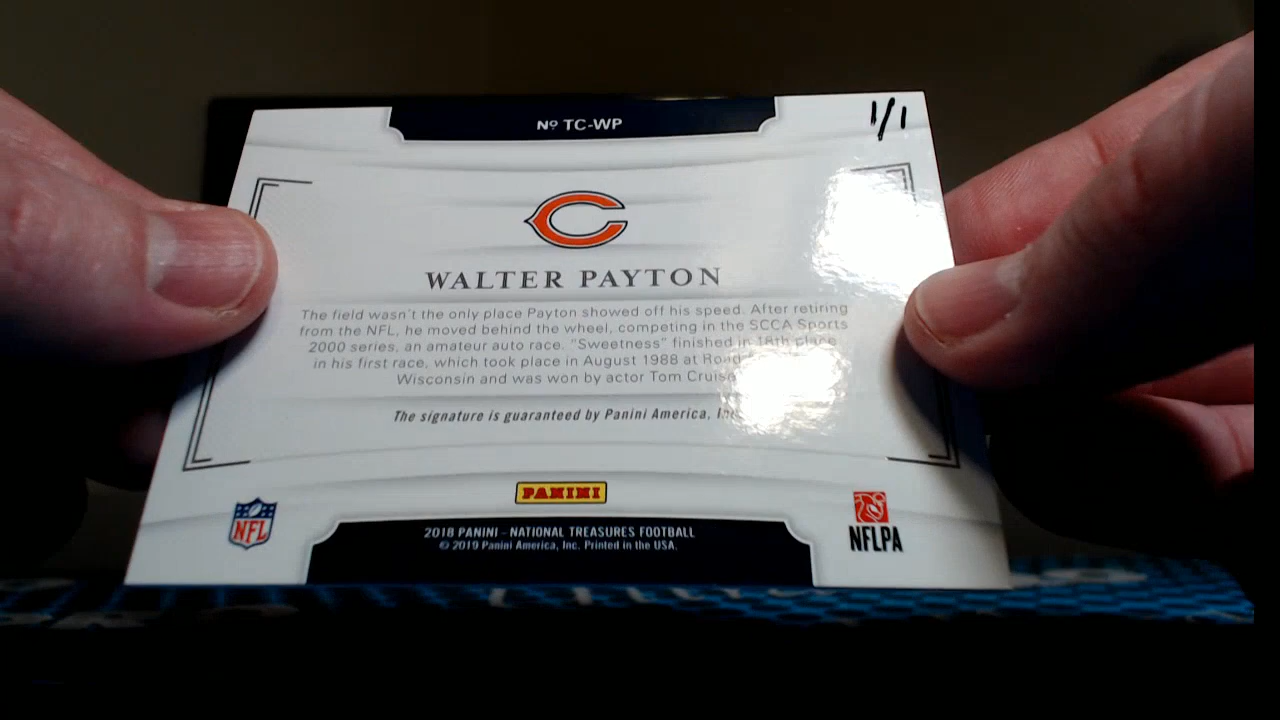 Nº TC-WP
1/1
WALTER PAYTON
The field wasn't the only place Payton showed off his speed. After retiring
from the NFL, he moved behind the wheel, competing in the SCCA Sports
2000 series, an amateur auto race. "Sweetness" finished in 18th place
in his first race, which took place in August 1988 at Road
Wisconsin and was won by actor Tom Cruise
The signature is guaranteed by Panini America,
PANINI
NFL
NFLPA
2018 PANINI - NATIONAL TREASURES FOOTBALL
© 2019 Panini America, Inc. Printed in the USA.